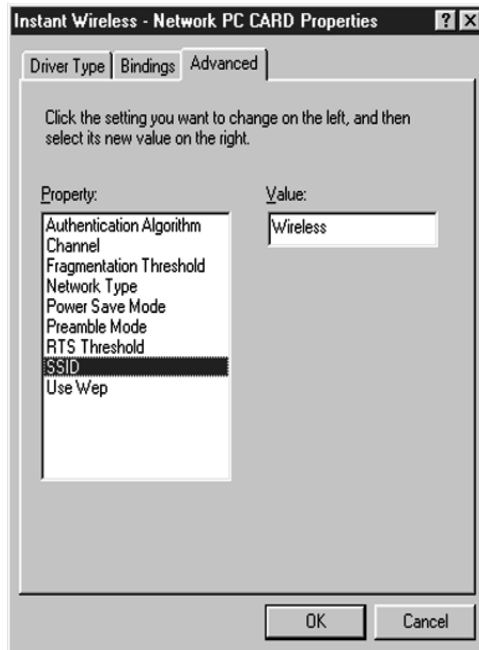 Instant Wireless - Network PC CARD Properties
Driver Type Bindings Advanced
Click the setting you want to change on the left, and then
select its new value on the right.
Property:
Value:
Authentication Algorithm
Channel
Fragmentation Threshold
Network Type
Power Save Mode
Preamble Mode
RTS Threshold
SSID
Use Wep
Wireless
OK Cancel